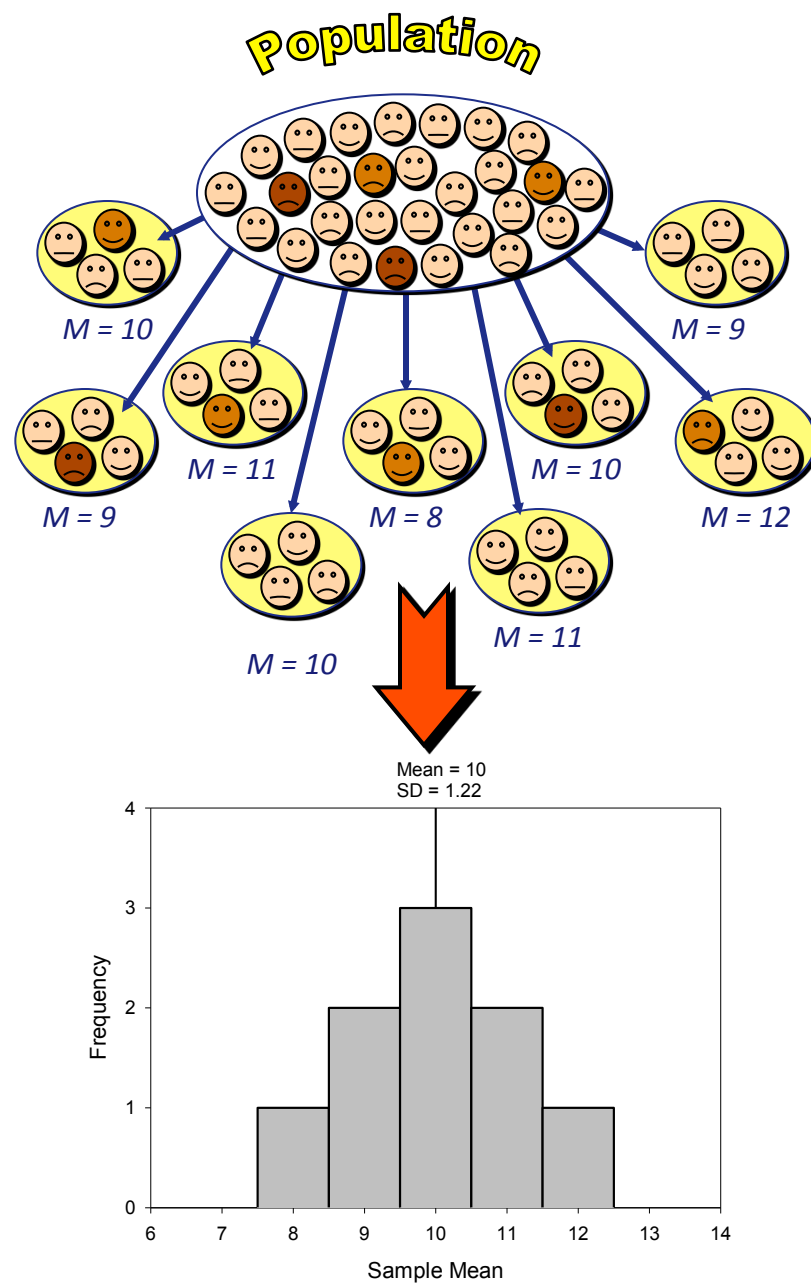 Population
M = 10
M = 9
M = 11
M = 10
M = 8
M = 11
M = 10
M = 12
M = 9
Mean = 10
SD = 1.22
4
3
2
1
0
Frequency
6 7 8 9 10 11 12 13 14
Sample Mean